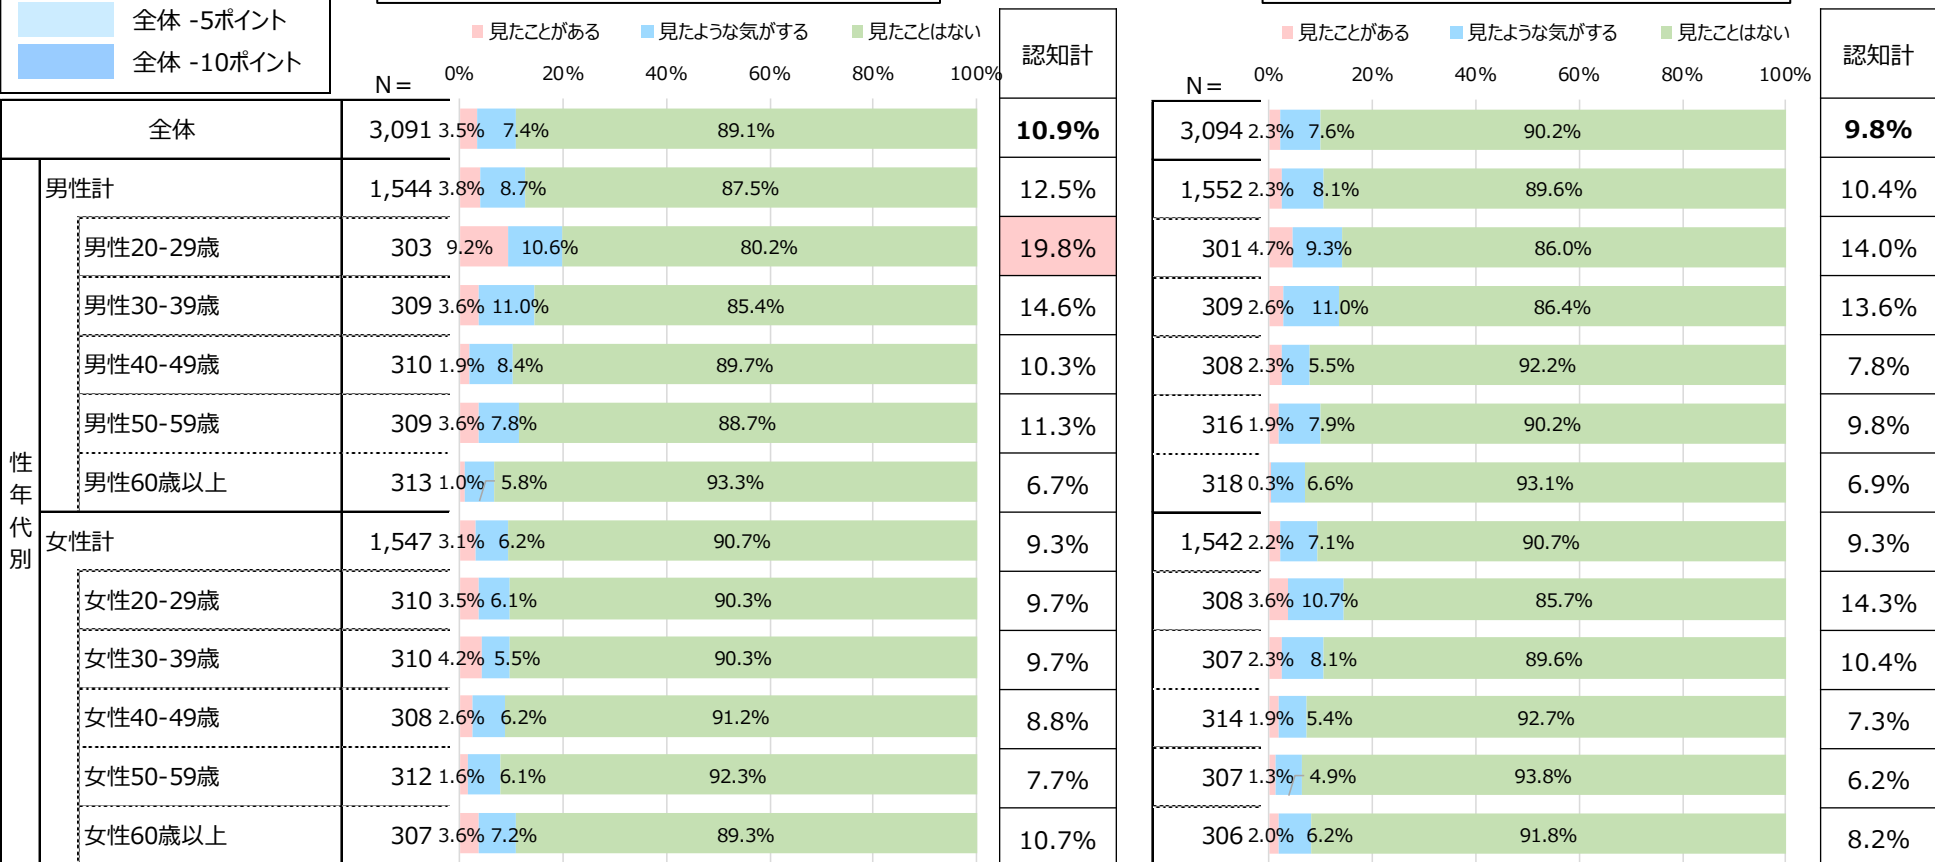 全体 -5ポイント
全体 -10ポイント
見たことがある 見たような気がする 見たことはない
認知計
N＝ 0% 20% 40% 60% 80% 100%
見たことがある 見たような気がする 見たことはない
認知計
N＝ 0% 20% 40% 60% 80% 100%
全体 3,091 3.5% 7.4% 89.1% 10.9% 3,094 2.3% 7.6% 90.2% 9.8%
性年代別
男性計 1,544 3.8% 8.7% 87.5% 12.5% 1,552 2.3% 8.1% 89.6% 10.4%
男性20-29歳 303 9.2% 10.6% 80.2% 19.8% 301 4.7% 9.3% 86.0% 14.0%
男性30-39歳 309 3.6% 11.0% 85.4% 14.6% 309 2.6% 11.0% 86.4% 13.6%
男性40-49歳 310 1.9% 8.4% 89.7% 10.3% 308 2.3% 5.5% 92.2% 7.8%
男性50-59歳 309 3.6% 7.8% 88.7% 11.3% 316 1.9% 7.9% 90.2% 9.8%
男性60歳以上 313 1.0% 5.8% 93.3% 6.7% 318 0.3% 6.6% 93.1% 6.9%
女性計 1,547 3.1% 6.2% 90.7% 9.3% 1,542 2.2% 7.1% 90.7% 9.3%
女性20-29歳 310 3.5% 6.1% 90.3% 9.7% 308 3.6% 10.7% 85.7% 14.3%
女性30-39歳 310 4.2% 5.5% 90.3% 9.7% 307 2.3% 8.1% 89.6% 10.4%
女性40-49歳 308 2.6% 6.2% 91.2% 8.8% 314 1.9% 5.4% 92.7% 7.3%
女性50-59歳 312 1.6% 6.1% 92.3% 7.7% 307 1.3% 4.9% 93.8% 6.2%
女性60歳以上 307 3.6% 7.2% 89.3% 10.7% 306 2.0% 6.2% 91.8% 8.2%